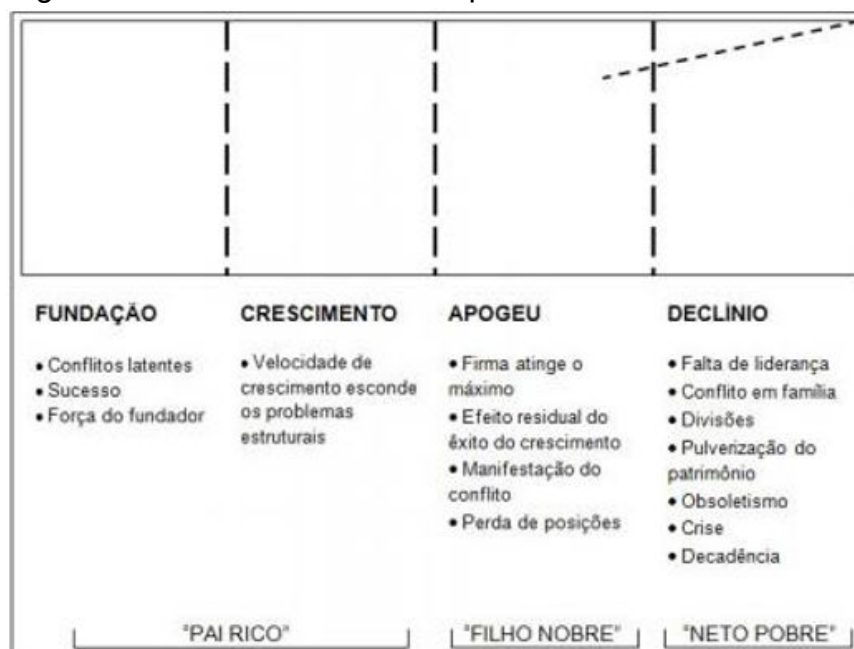 FUNDAÇÃO
• Conflitos latentes
• Sucesso
• Força do fundador
CRESCIMENTO
• Velocidade de
crescimento esconde
os problemas
estruturais
APOGEU
• Firma atinge o
máximo
• Efeito residual do
êxito do crescimento
• Manifestação do
conflito
• Perda de posições
DECLÍNIO
• Falta de liderança
• Conflito em família
• Divisões
• Pulverização do
patrimônio
• Obsoletismo
• Crise
• Decadência
"PAI RICO"
"FILHO NOBRE"
"NETO POBRE"